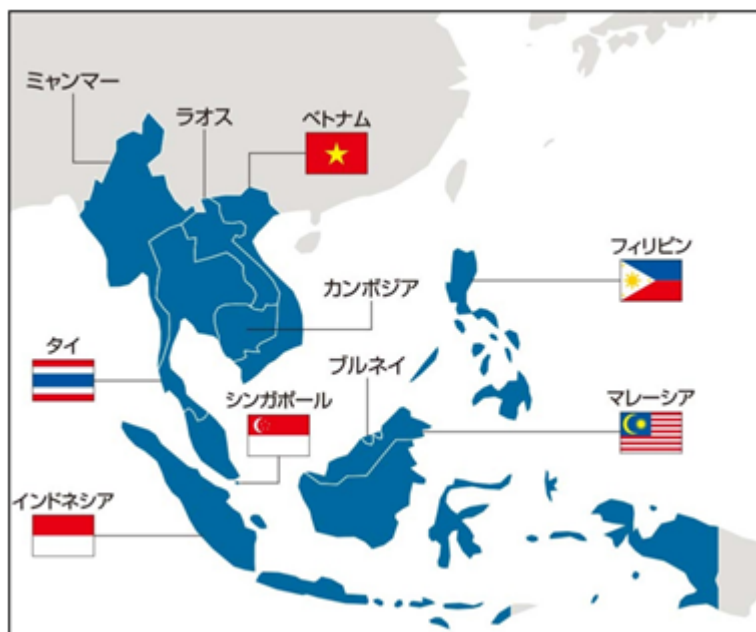 ミャンマー
ラオス
ベトナム
フィリピン
カンボジア
タイ
ブルネイ
シンガポール
マレーシア
インドネシア